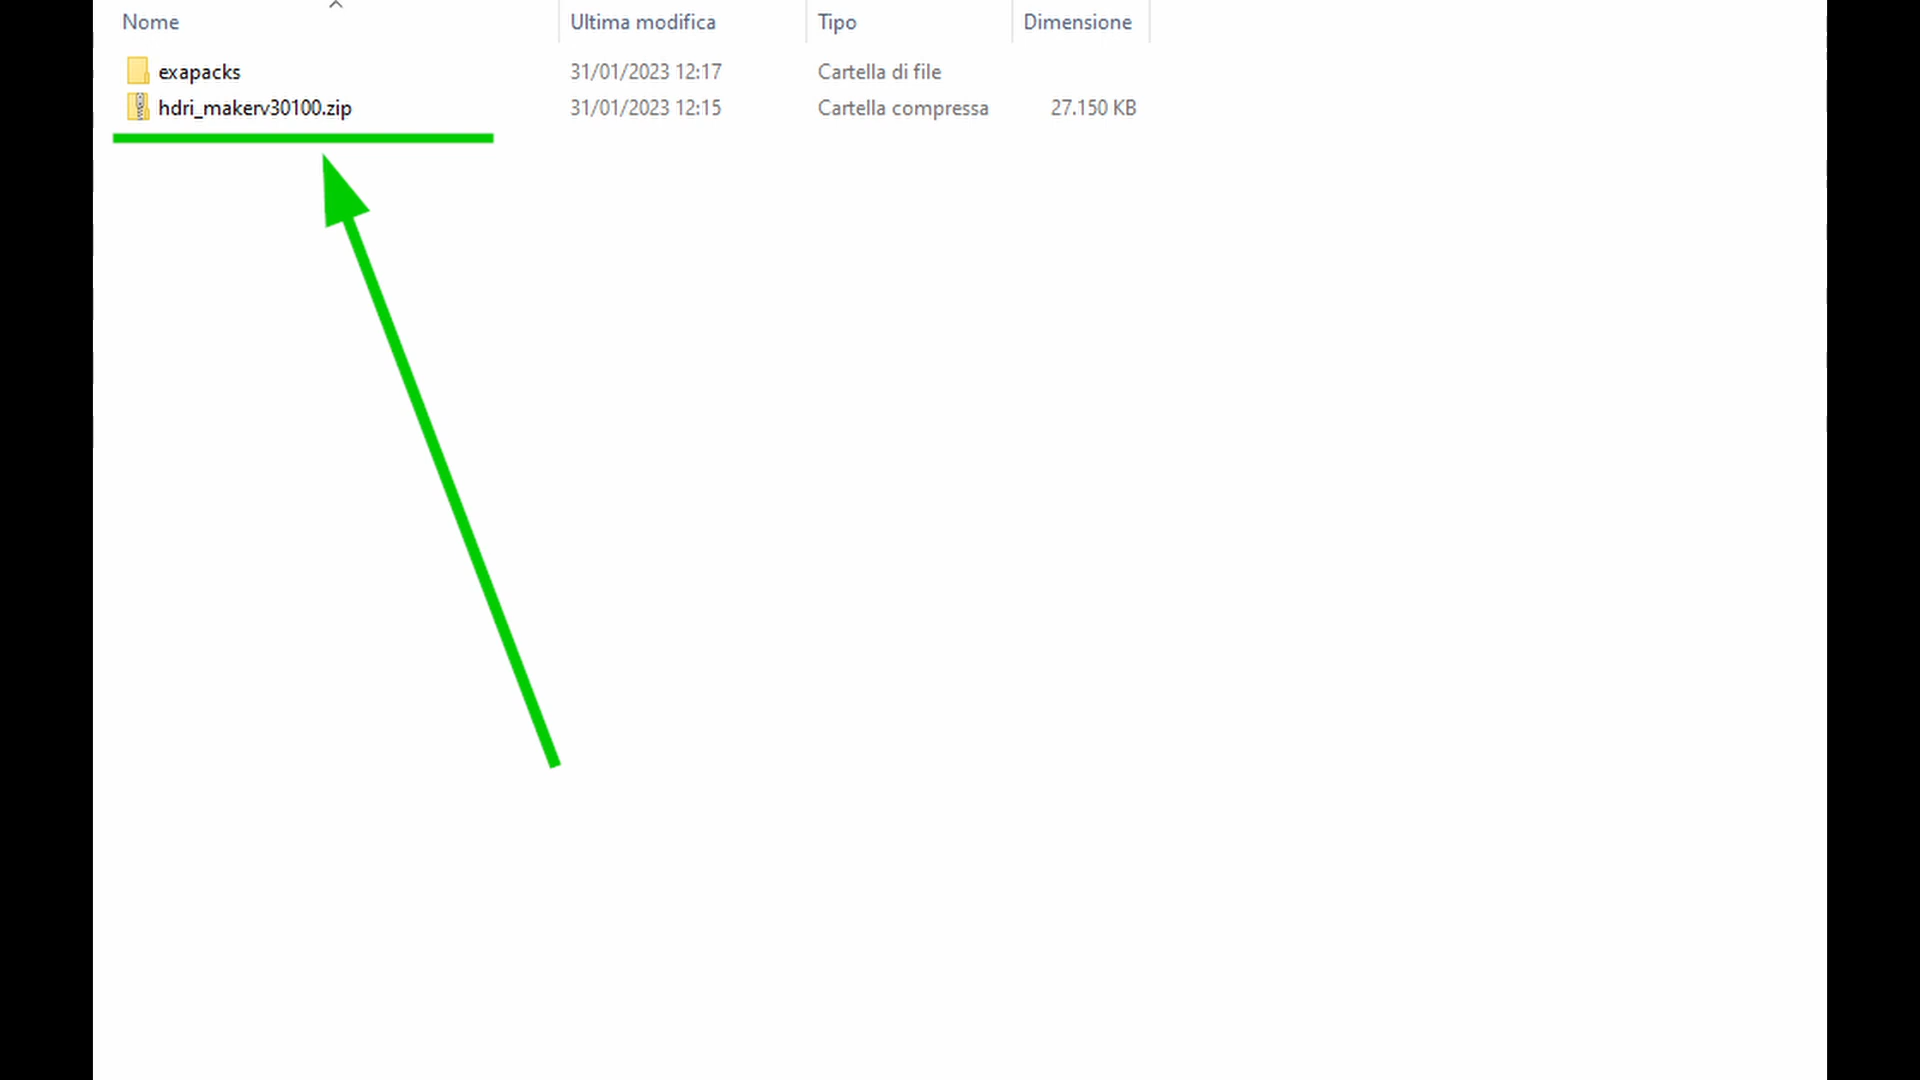 Nome Ultima modifica Tipo Dimensione
exapacks 31/01/2023 12:17 Cartella di file
hdri_makerv30100.zip 31/01/2023 12:15 Cartella compressa 27.150 KB